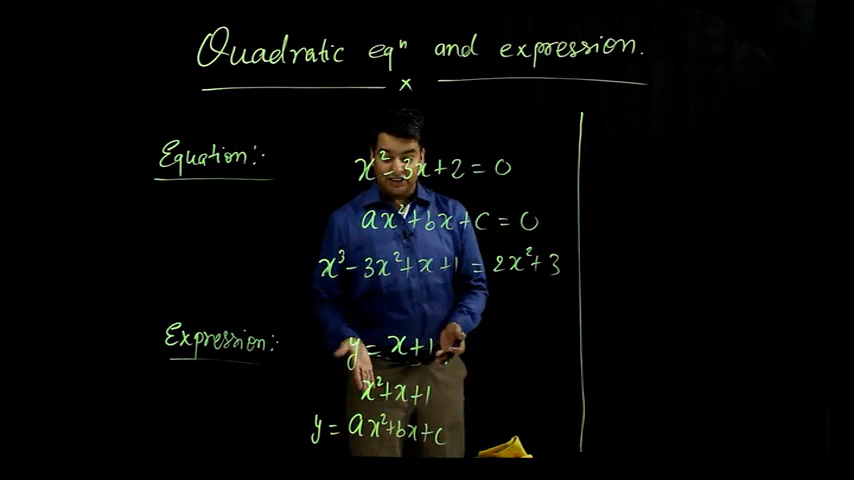 Quadratic eqⁿ and expression.
x
Equation:-
x² - 3x + 2 = 0
ax² + bx + c = 0
x³ - 3x² + x + 1 = 2x² + 3
Expression:-
y = x + 1
x² + x + 1
y = ax² + bx + c